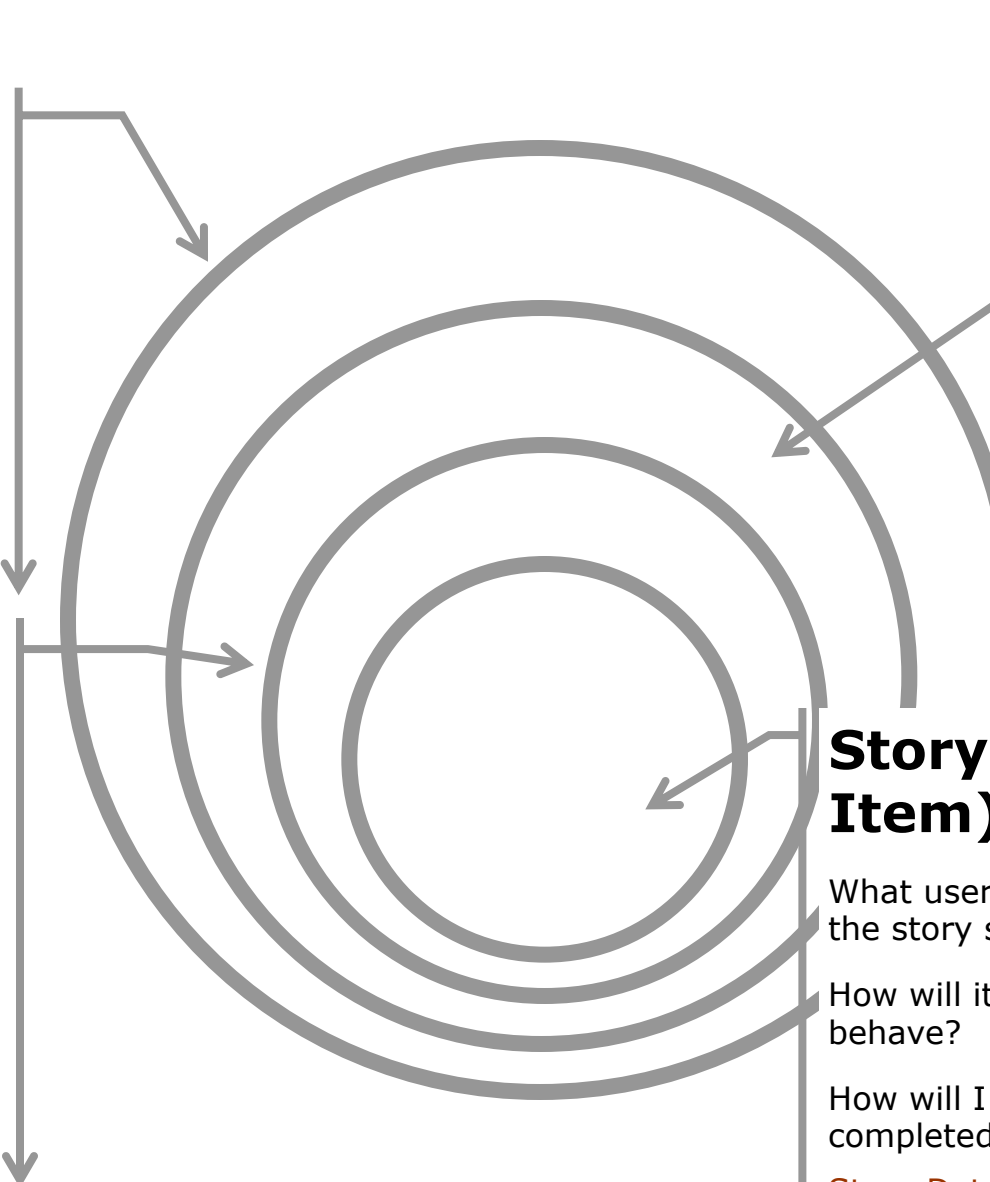 Story
Item)
What user
the story
How will it
behave?
How will I
completed